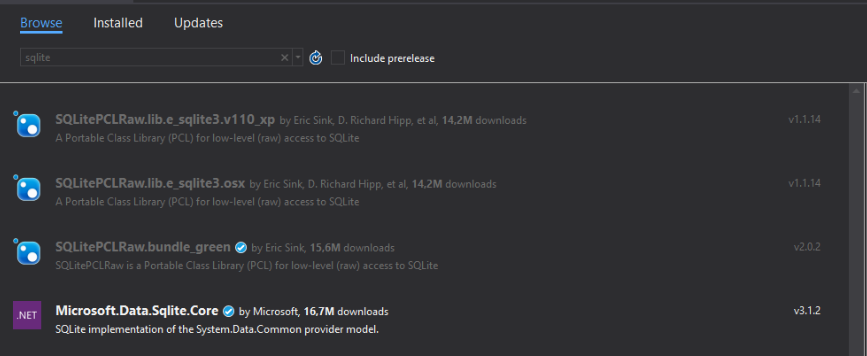 Browse Installed Updates
sqlite Include prerelease
SQLitePCLRaw.lib.e_sqlite3.v110_xp by Eric Sink, D. Richard Hipp, et al, 14,2M downloads v1.1.14
A Portable Class Library (PCL) for low-level (raw) access to SQLite
SQLitePCLRaw.lib.e_sqlite3.osx by Eric Sink, D. Richard Hipp, et al, 14,2M downloads v1.1.14
A Portable Class Library (PCL) for low-level (raw) access to SQLite
SQLitePCLRaw.bundle_green by Eric Sink, 15,6M downloads v2.0.2
SQLitePCLRaw is a Portable Class Library (PCL) for low-level (raw) access to SQLite
.NET Microsoft.Data.Sqlite.Core by Microsoft, 16,7M downloads v3.1.2
SQLite implementation of the System.Data.Common provider model.